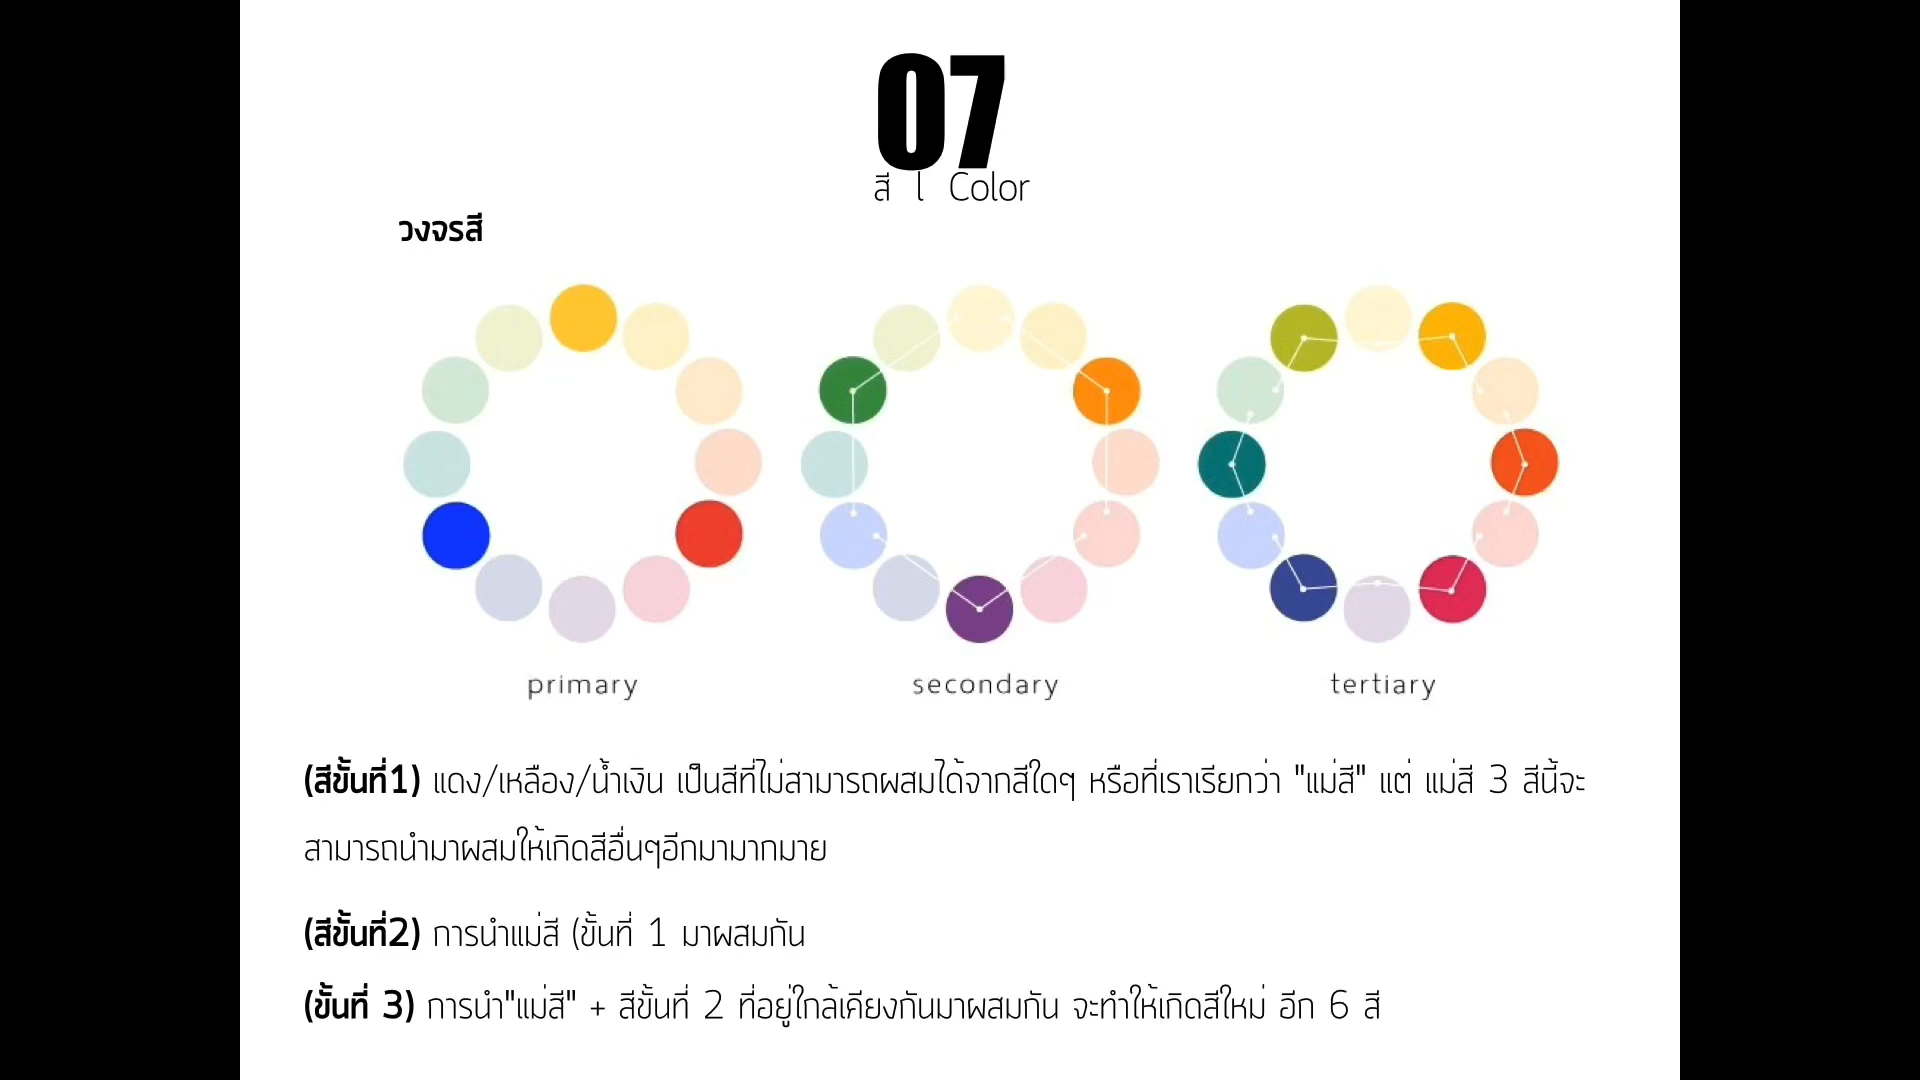 07
สี | Color
วงจรสี
primary secondary tertiary
(สีขั้นที่1) แดง/เหลือง/น้ำเงิน เป็นสีที่ไม่สามารถผสมได้จากสีใดๆ หรือที่เราเรียกว่า "แม่สี" แต่ แม่สี 3 สีนี้จะ
สามารถนำมาผสมให้เกิดสีอื่นๆอีกมามากมาย
(สีขั้นที่2) การนำแม่สี (ขั้นที่ 1 มาผสมกัน
(ขั้นที่ 3) การนำ"แม่สี" + สีขั้นที่ 2 ที่อยู่ใกล้เคียงกันมาผสมกัน จะทำให้เกิดสีใหม่ อีก 6 สี